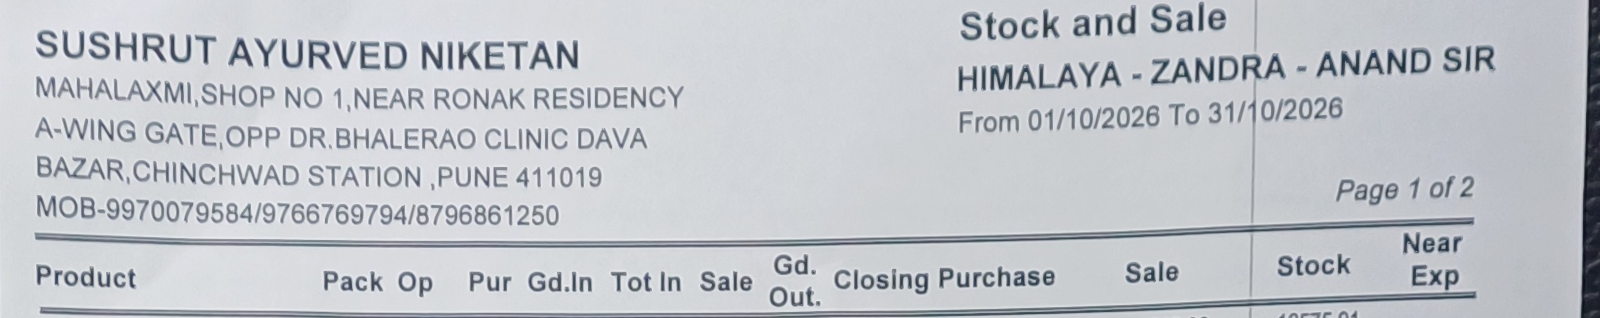 SUSHRUT AYURVED NIKETAN
MAHALAXMI,SHOP NO 1,NEAR RONAK RESIDENCY
A-WING GATE,OPP DR.BHALERAO CLINIC DAVA
BAZAR,CHINCHWAD STATION ,PUNE 411019
MOB-9970079584/9766769794/8796861250
Stock and Sale
HIMALAYA - ZANDRA - ANAND SIR
From 01/10/2026 To 31/10/2026
Page 1 of 2
Product Pack Op Pur Gd.In Tot In Sale Gd. Out. Closing Purchase Sale Stock Near Exp